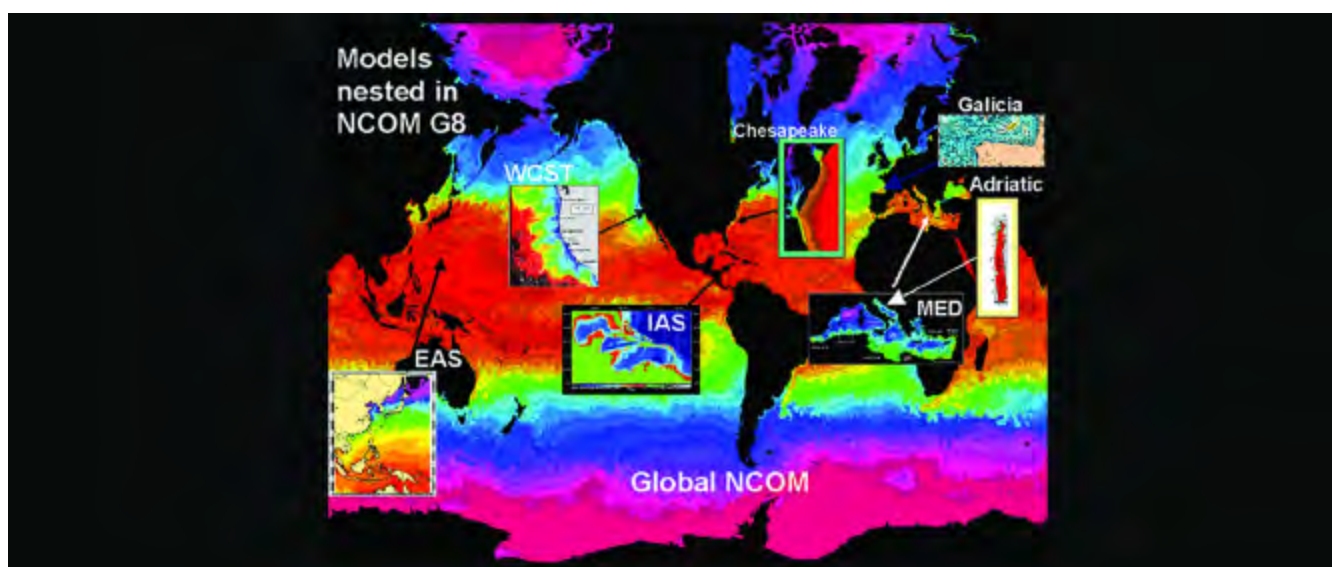 Models
nested in
NCOM G8
Galicia
Chesapeake
WCST
Adriatic
IAS
MED
EAS
Global NCOM